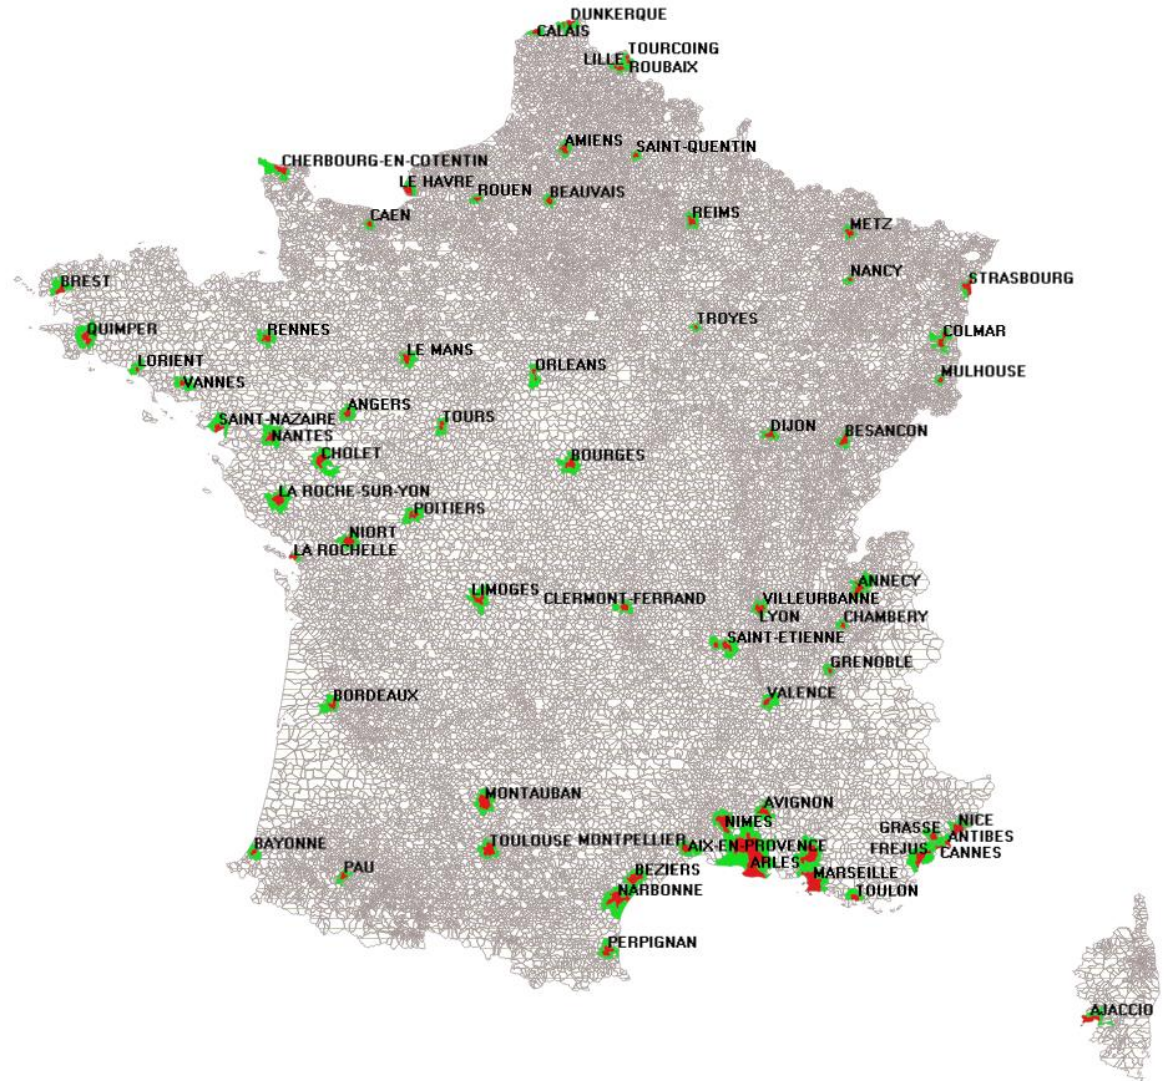 DUNKERQUE
CALAIS
TOURCOING
LILLE
ROUBAIX
AMIENS
SAINT-QUENTIN
CHERBOURG-EN-COTENTIN
LE HAVRE
ROUEN
BEAUVAIS
CAEN
REIMS
METZ
NANCY
STRASBOURG
BREST
TROYES
QUIMPER
RENNES
COLMAR
LE MANS
LORIENT
ORLEANS
VANNES
MULHOUSE
ANGERS
SAINT-NAZAIRE
TOURS
DIJON
NANTES
BESANCON
CHOLET
BOURGES
LA ROCHE-SUR-YON
POITIERS
NIORT
LA ROCHELLE
ANNECY
LIMOGES
CLERMONT-FERRAND
VILLEURBANNE
LYON
CHAMBERY
SAINT-ETIENNE
GRENOBLE
BORDEAUX
VALENCE
MONTAUBAN
AVIGNON
NIMES
NICE
GRASSE
ANTIBES
BAYONNE
TOULOUSE
MONTPELLIER
AIX-EN-PROVENCE
FREJUS
CANNES
ARLES
PAU
BEZIERS
MARSEILLE
NARBONNE
TOULON
PERPIGNAN
AJACCIO